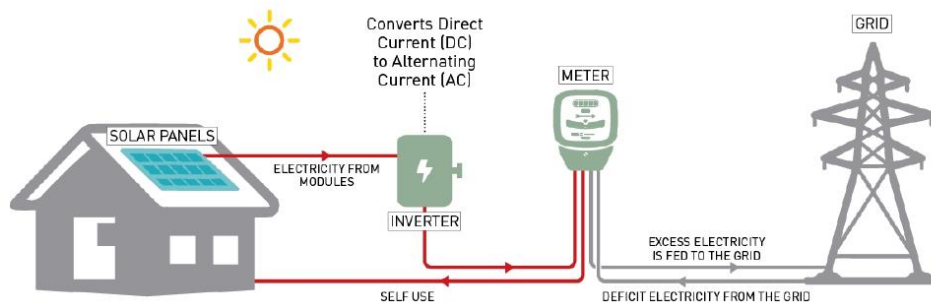 Converts Direct
Current (DC)
to Alternating
Current (AC)
GRID
METER
SOLAR PANELS
ELECTRICITY FROM
MODULES
INVERTER
EXCESS ELECTRICITY
IS FED TO THE GRID
SELF USE
DEFICIT ELECTRICITY FROM THE GRID